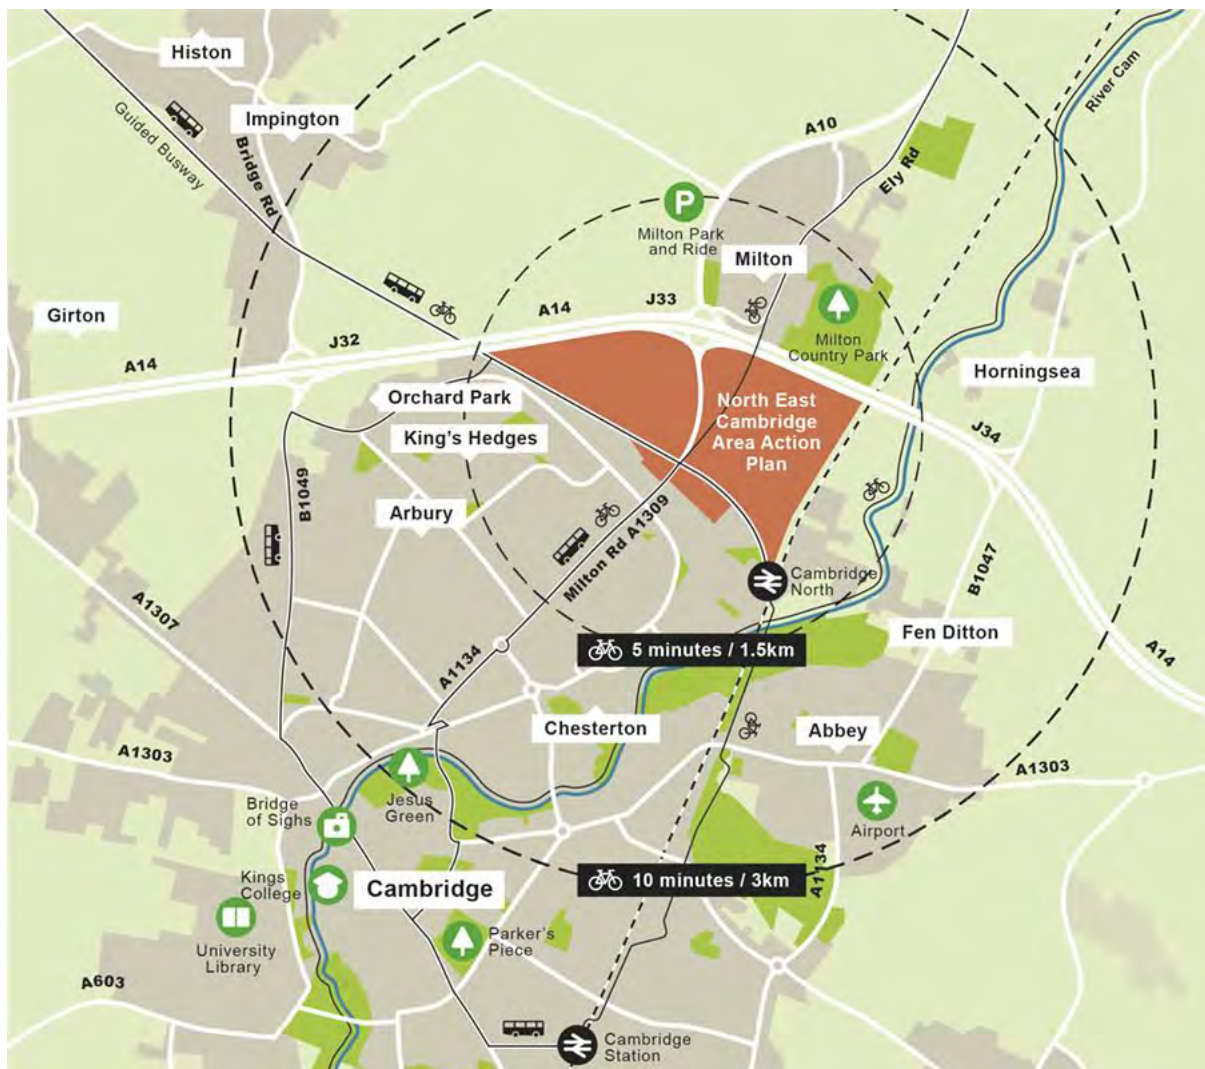 Histon
Impington
Guided Busway
Bridge Rd
River Cam
A10
Ely Rd
P
Milton Park
and Ride
Milton
Girton
J33
A14
J32
A14
Milton
Country Park
Horningsea
Orchard Park
North East
Cambridge
Area Action
Plan
King's Hedges
J34
B1049
Arbury
Milton Rd A1309
B1047
Cambridge
North
A1307
Fen Ditton
5 minutes / 1.5km
A1134
A14
Chesterton
Abbey
A1303
A1303
Jesus
Green
Bridge
of Sighs
Airport
A1134
Kings
College
Cambridge
10 minutes / 3km
University
Library
Parker's
Piece
A603
Cambridge
Station